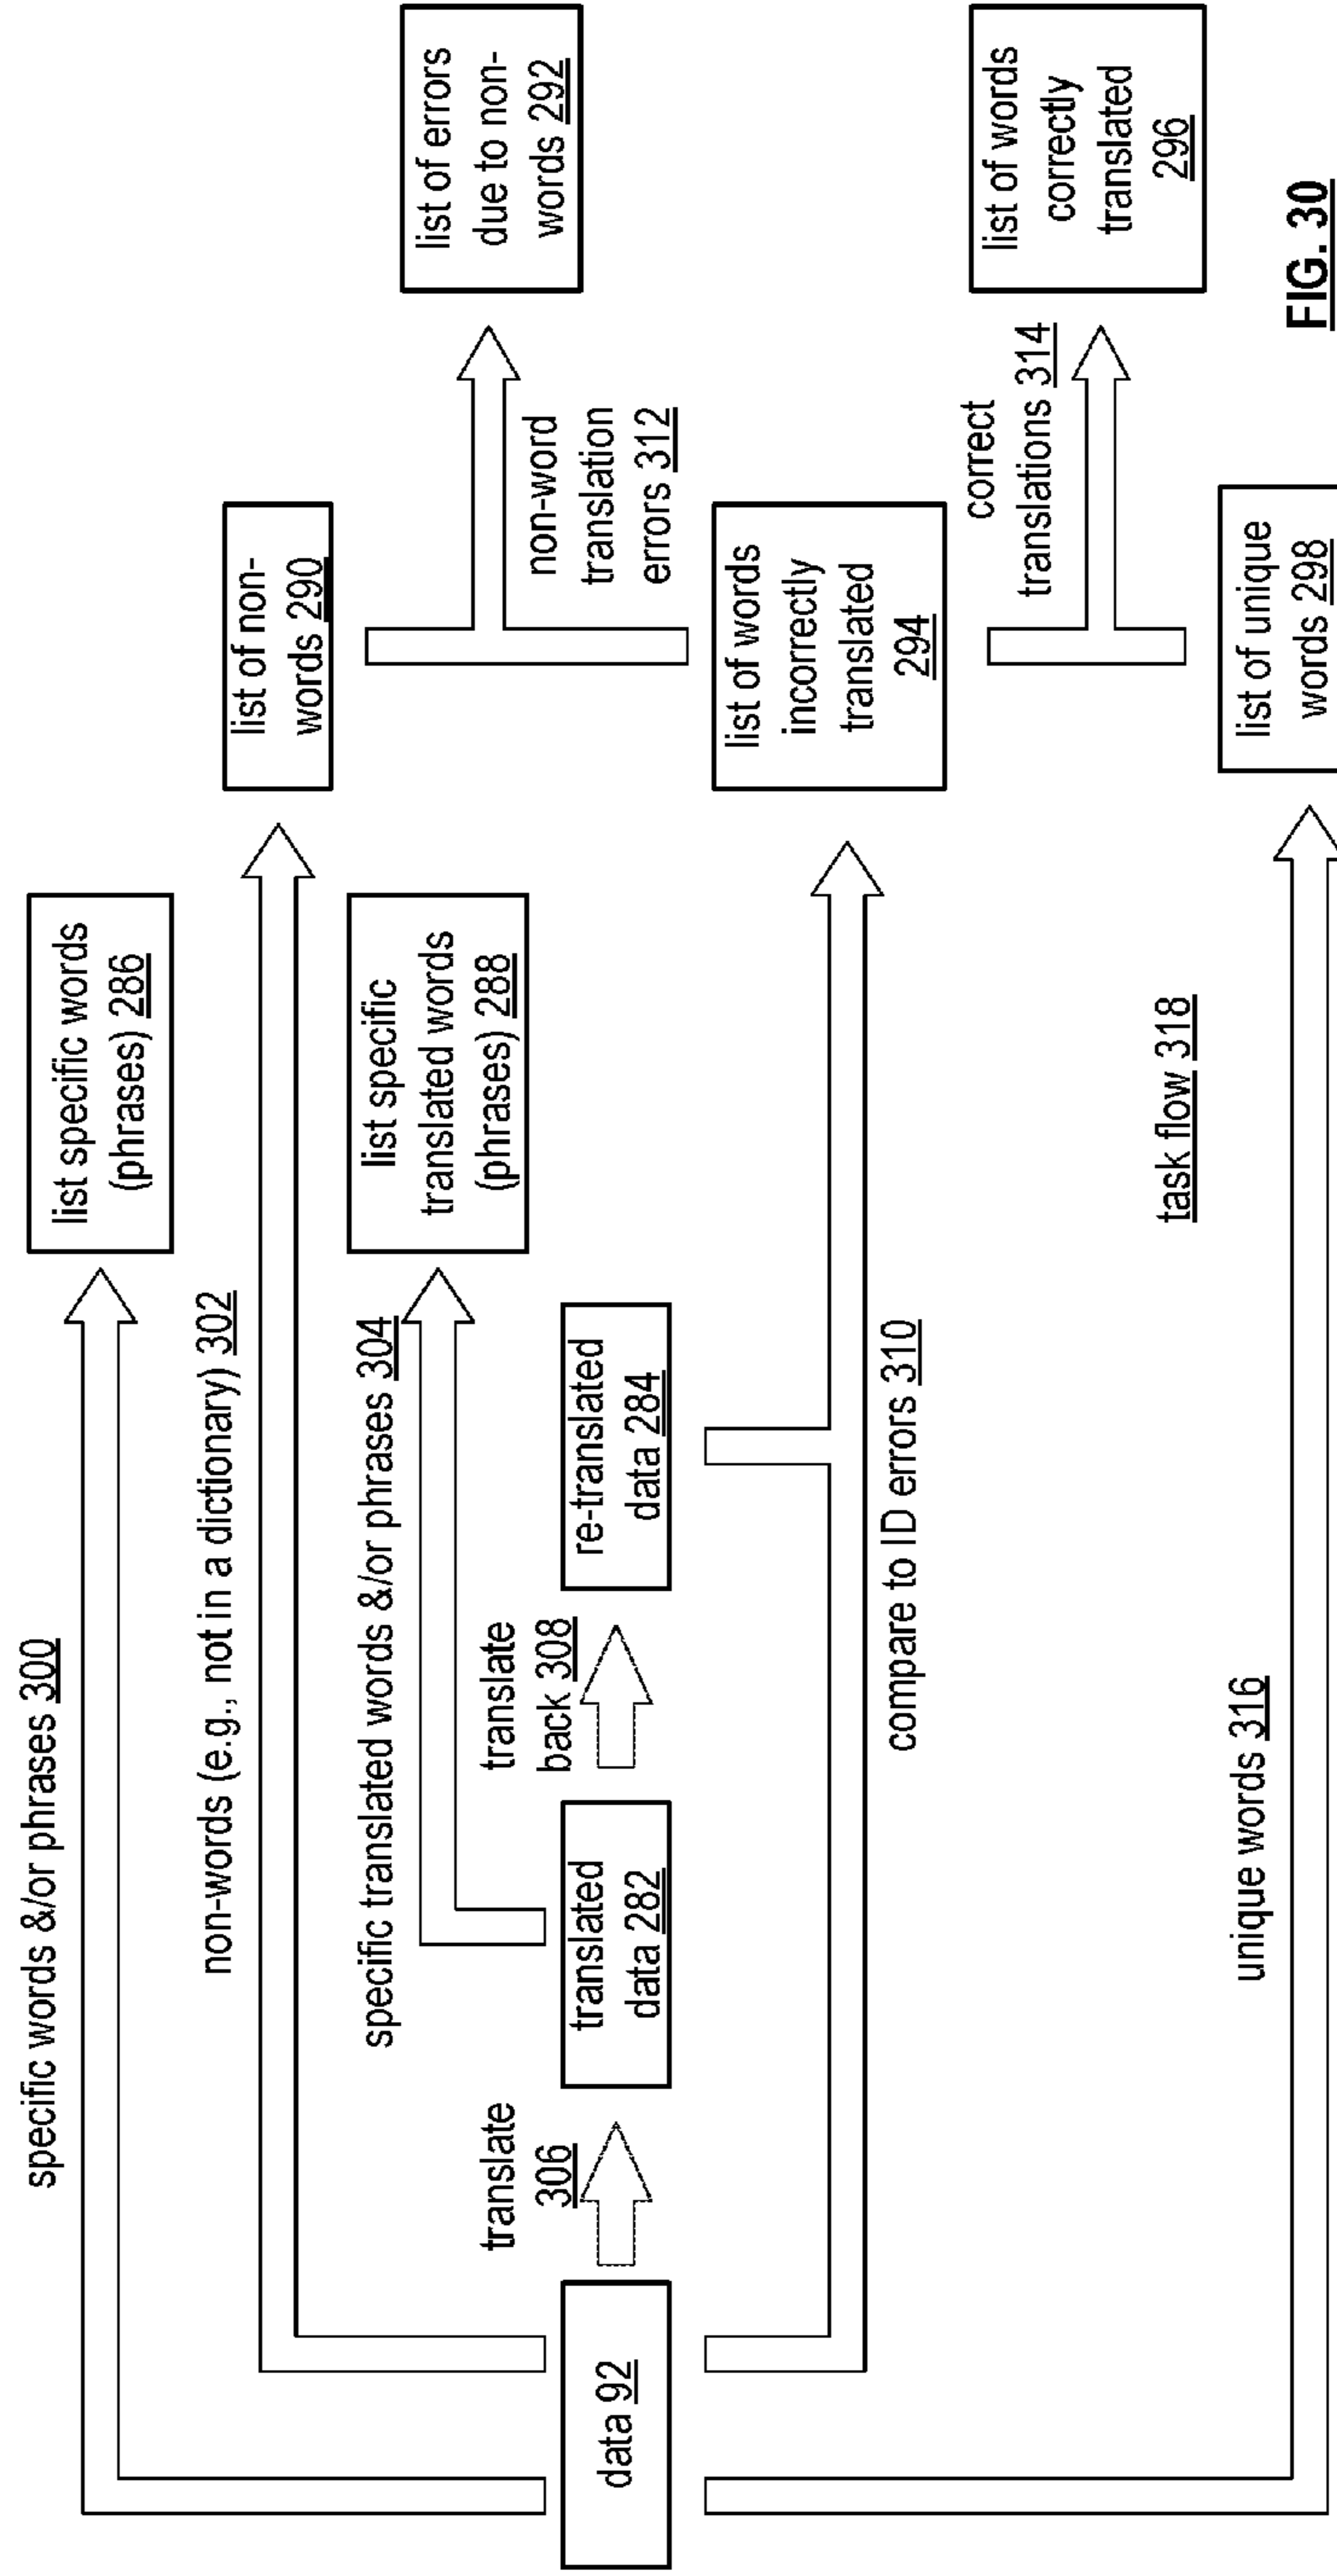 specific words &/or phrases 300
list specific words
(phrases) 286
non-words (e.g., not in a dictionary) 302
list of non-
words 290
specific translated words &/or phrases 304
list specific
translated words
(phrases) 288
list of errors
due to non-
words 292
non-word
translation
errors 312
translate
306
translate
back 308
data 92
translated
data 282
re-translated
data 284
list of words
incorrectly
translated
294
compare to ID errors 310
correct
translations 314
list of words
correctly
translated
296
task flow 318
unique words 316
list of unique
words 298
FIG. 30